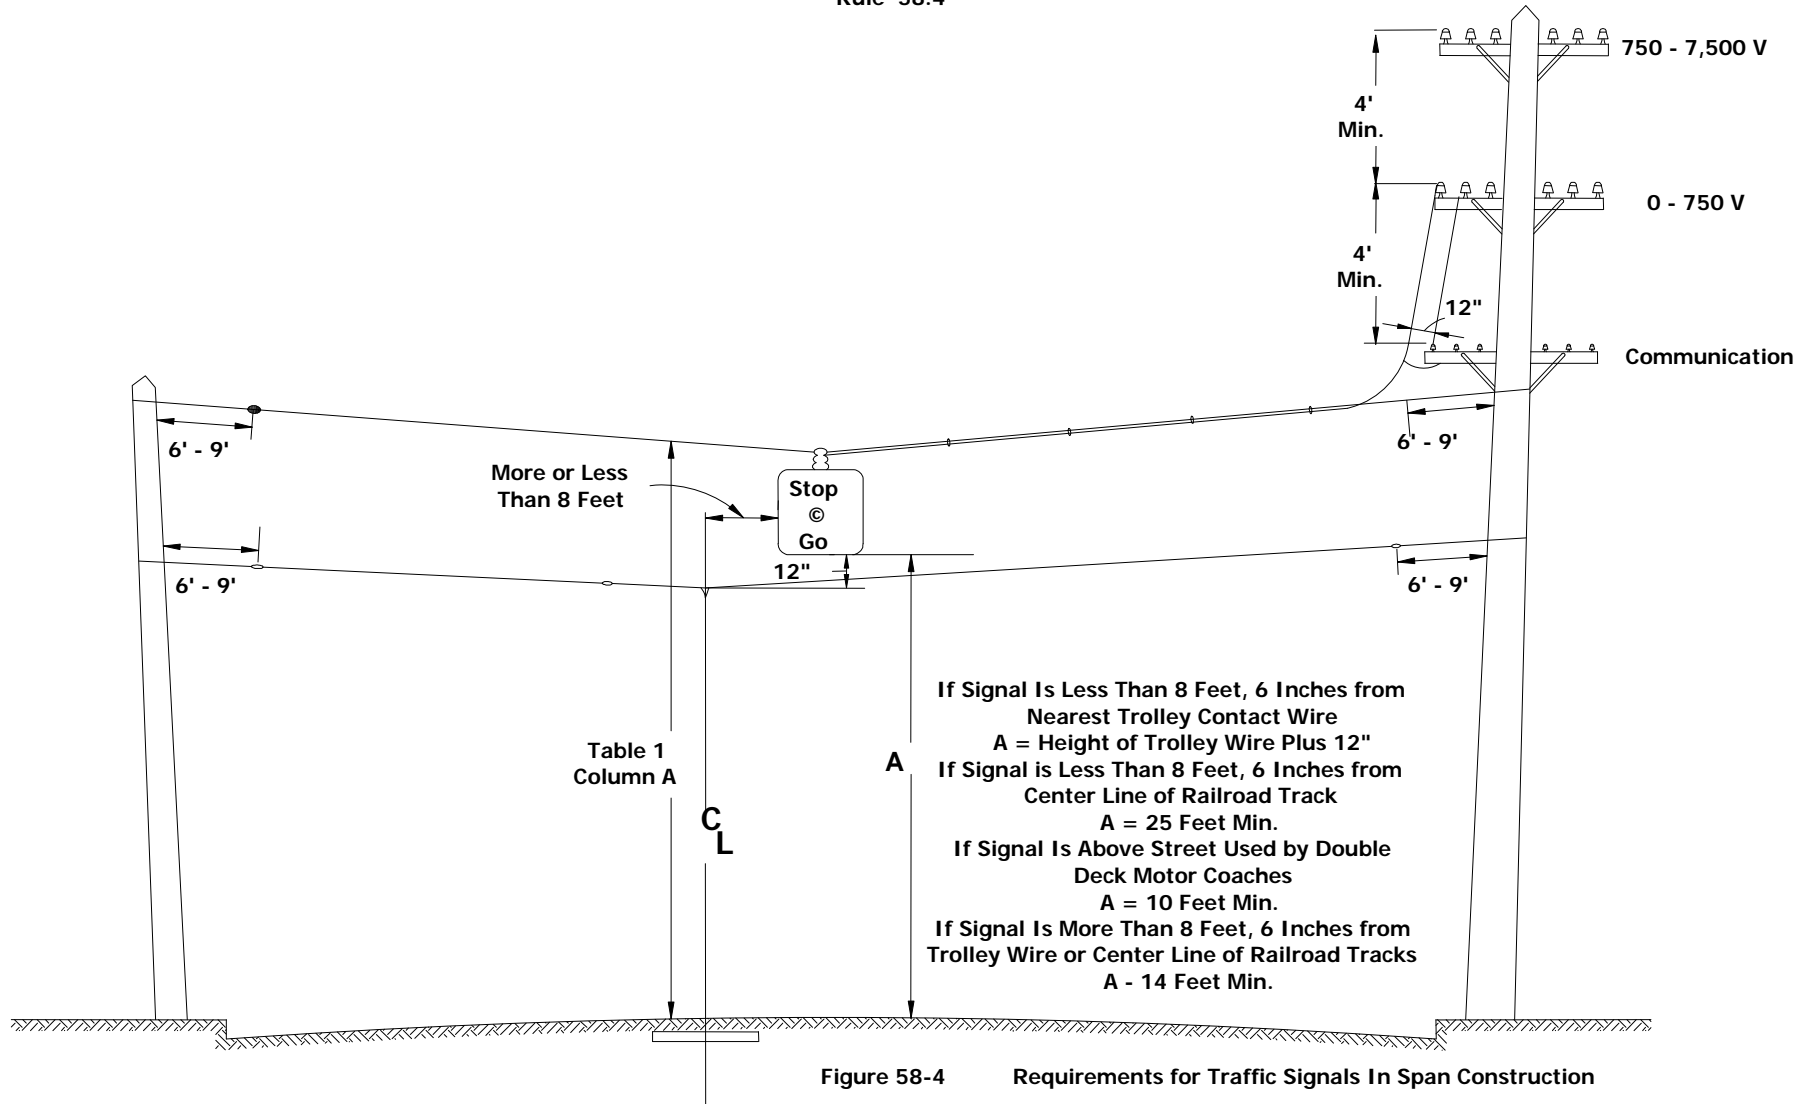 Rule 58.4
750 - 7,500 V
4'
Min.
0 - 750 V
4'
Min.
12"
Communication
6' - 9'
6' - 9'
More or Less
Than 8 Feet
Stop
©
Go
12"
6' - 9'
6' - 9'
Table 1
Column A
A
C
L
If Signal Is Less Than 8 Feet, 6 Inches from
Nearest Trolley Contact Wire
A = Height of Trolley Wire Plus 12"
If Signal is Less Than 8 Feet, 6 Inches from
Center Line of Railroad Track
A = 25 Feet Min.
If Signal Is Above Street Used by Double
Deck Motor Coaches
A = 10 Feet Min.
If Signal Is More Than 8 Feet, 6 Inches from
Trolley Wire or Center Line of Railroad Tracks
A - 14 Feet Min.
Figure 58-4 Requirements for Traffic Signals In Span Construction